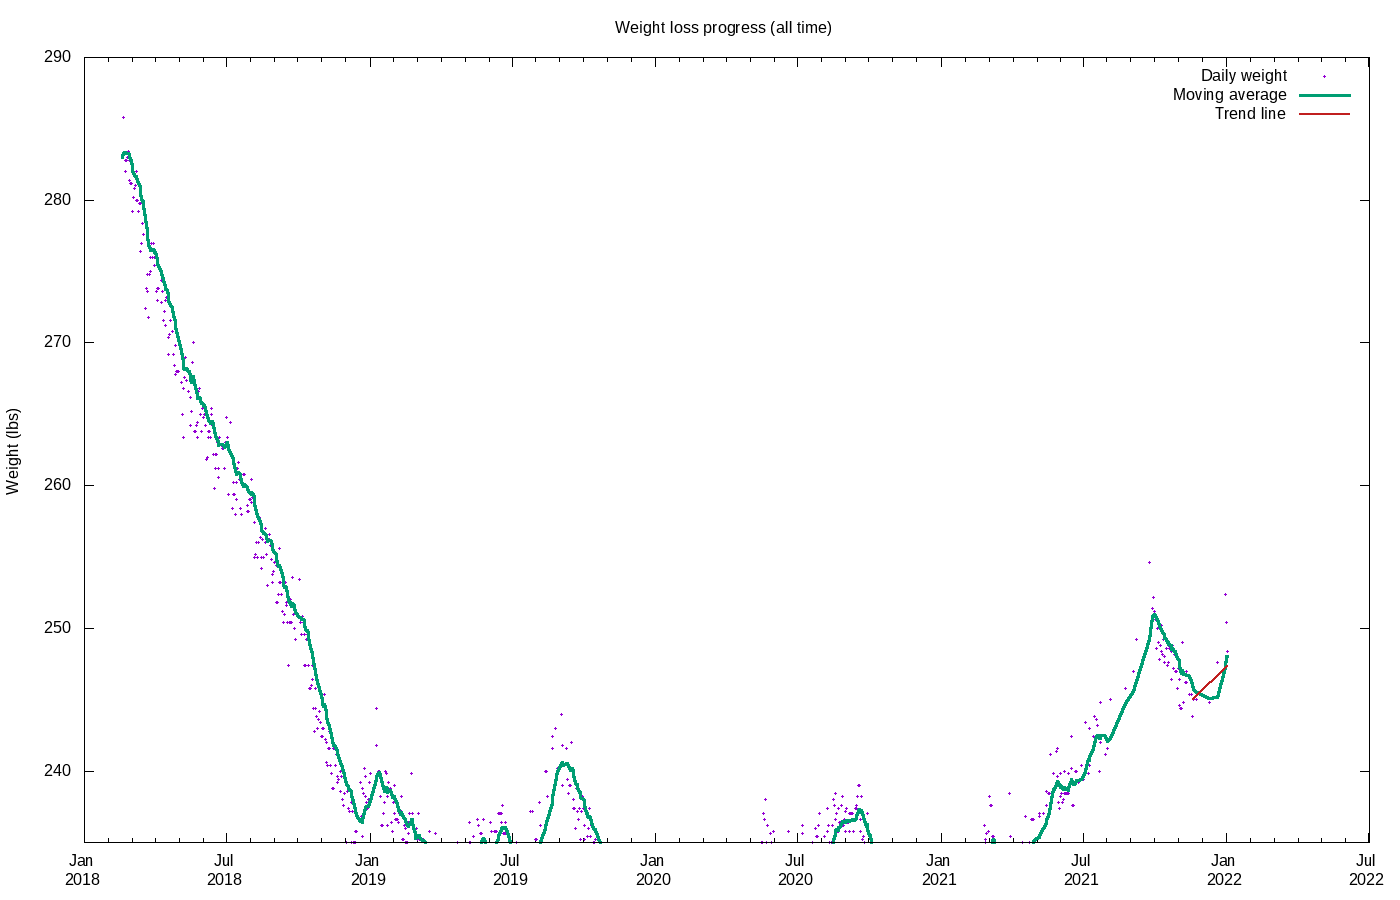 Weight loss progress (all time)
Daily weight
Moving average
Trend line
Weight (lbs)
290
280
270
260
250
240
Jan Jul Jan Jul Jan Jul Jan Jul Jan Jul
2018 2018 2019 2019 2020 2020 2021 2021 2022 2022